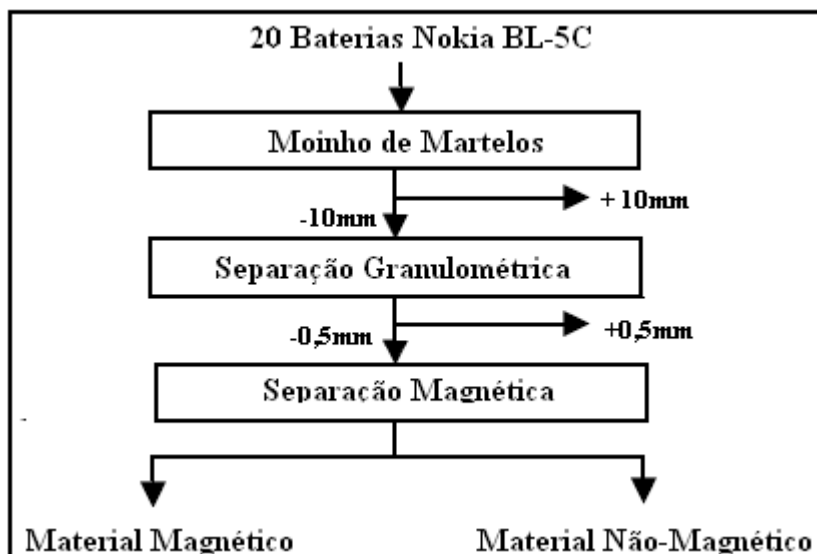 20 Baterias Nokia BL-5C
Moinho de Martelos
+ 10mm
-10mm
Separação Granulométrica
-0,5mm
+0,5mm
Separação Magnética
Material Magnético
Material Não-Magnético